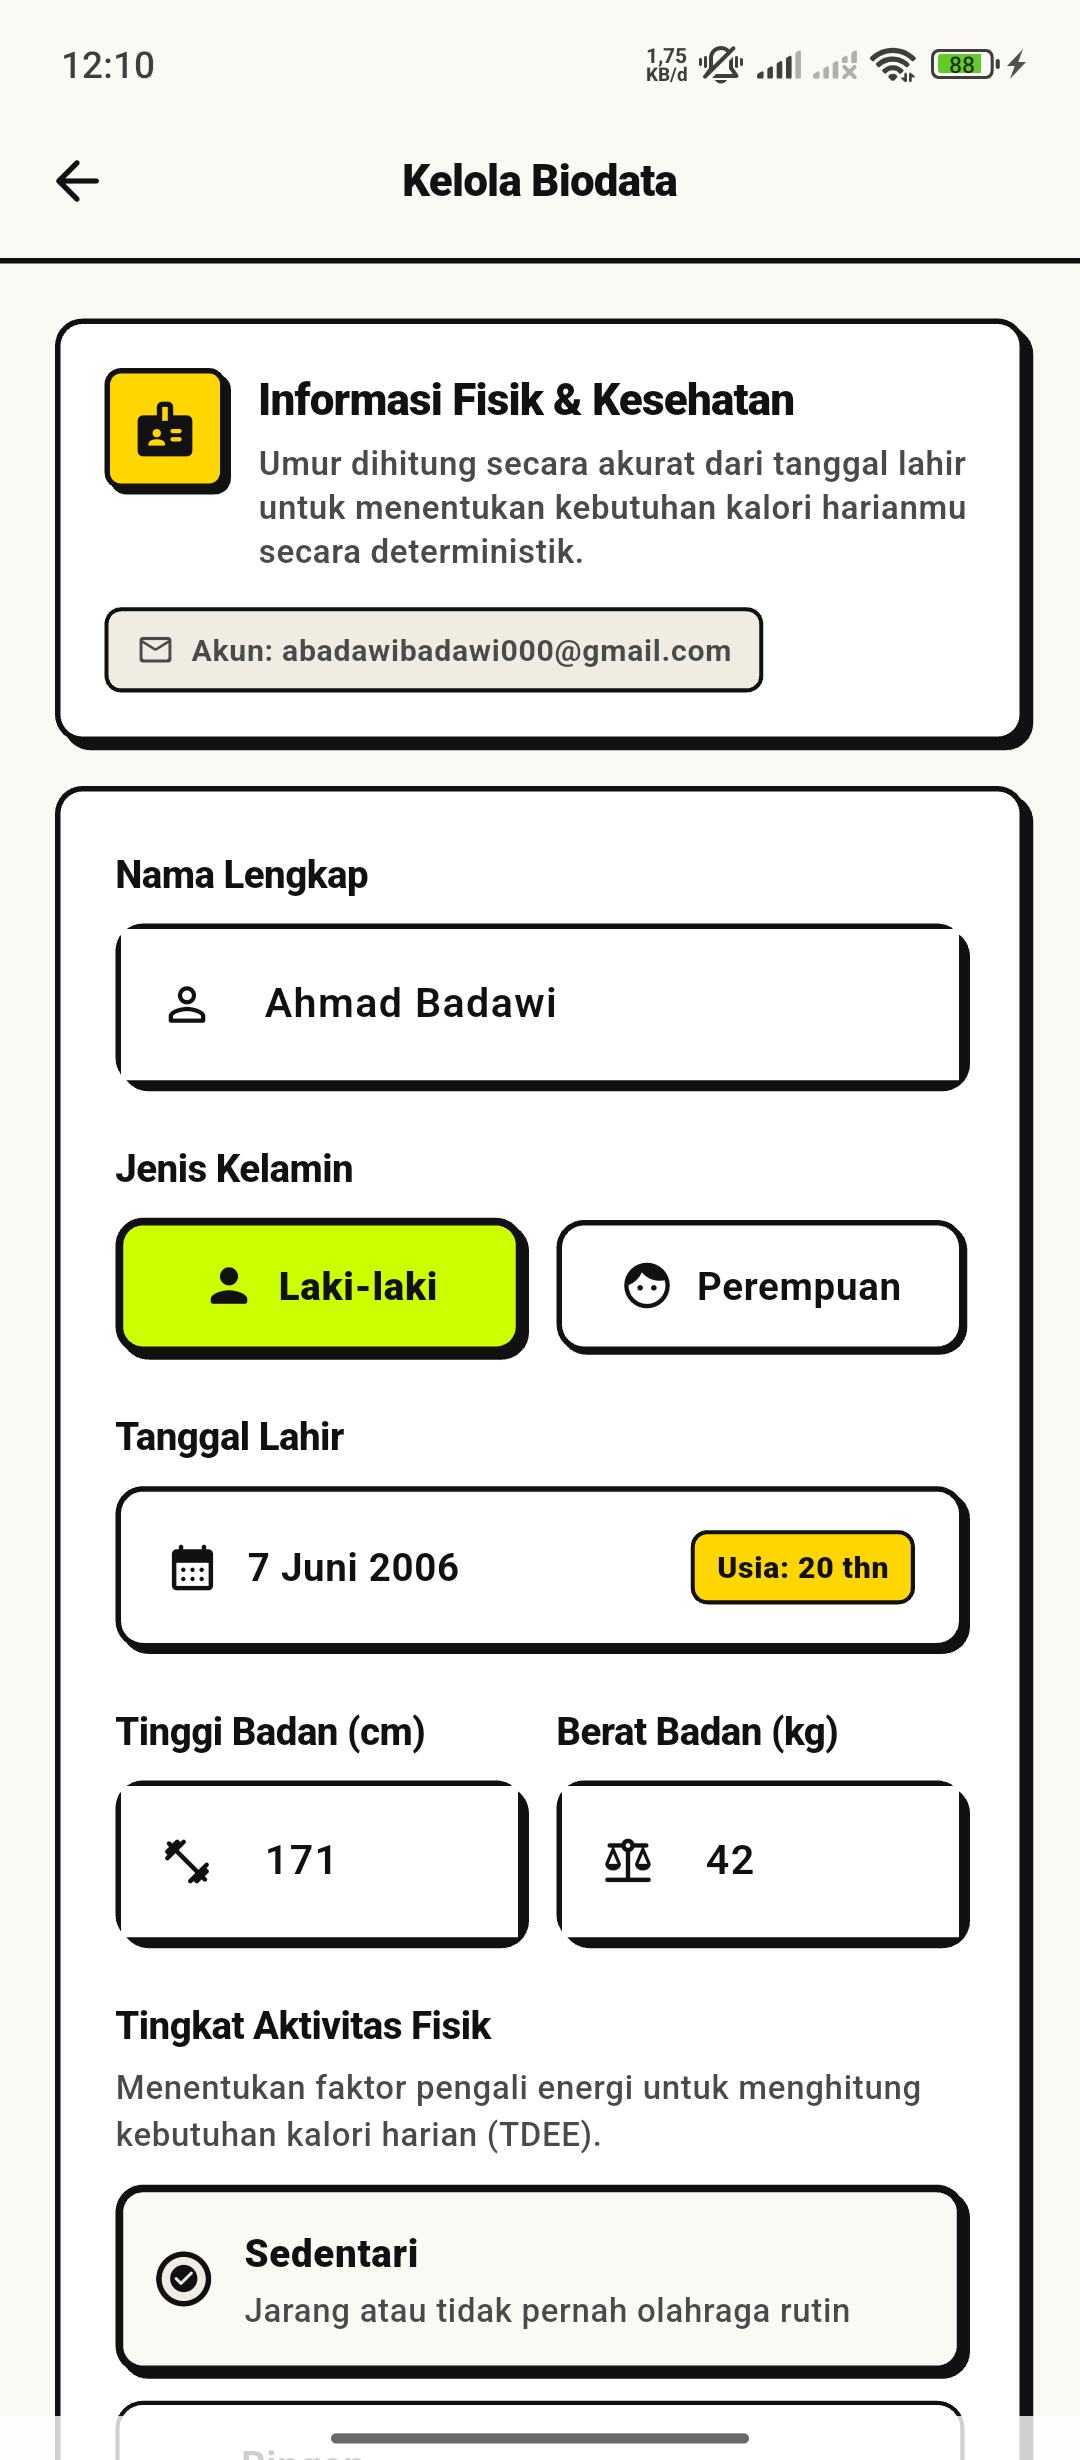 12:10
1,75
KB/d
88
Kelola Biodata
Informasi Fisik & Kesehatan
Umur dihitung secara akurat dari tanggal lahir
untuk menentukan kebutuhan kalori harianmu
secara deterministik.
Akun: abadawibadawi000@gmail.com
Nama Lengkap
Ahmad Badawi
Jenis Kelamin
Laki-laki
Perempuan
Tanggal Lahir
7 Juni 2006
Usia: 20 thn
Tinggi Badan (cm)
Berat Badan (kg)
171
42
Tingkat Aktivitas Fisik
Menentukan faktor pengali energi untuk menghitung
kebutuhan kalori harian (TDEE).
Sedentari
Jarang atau tidak pernah olahraga rutin